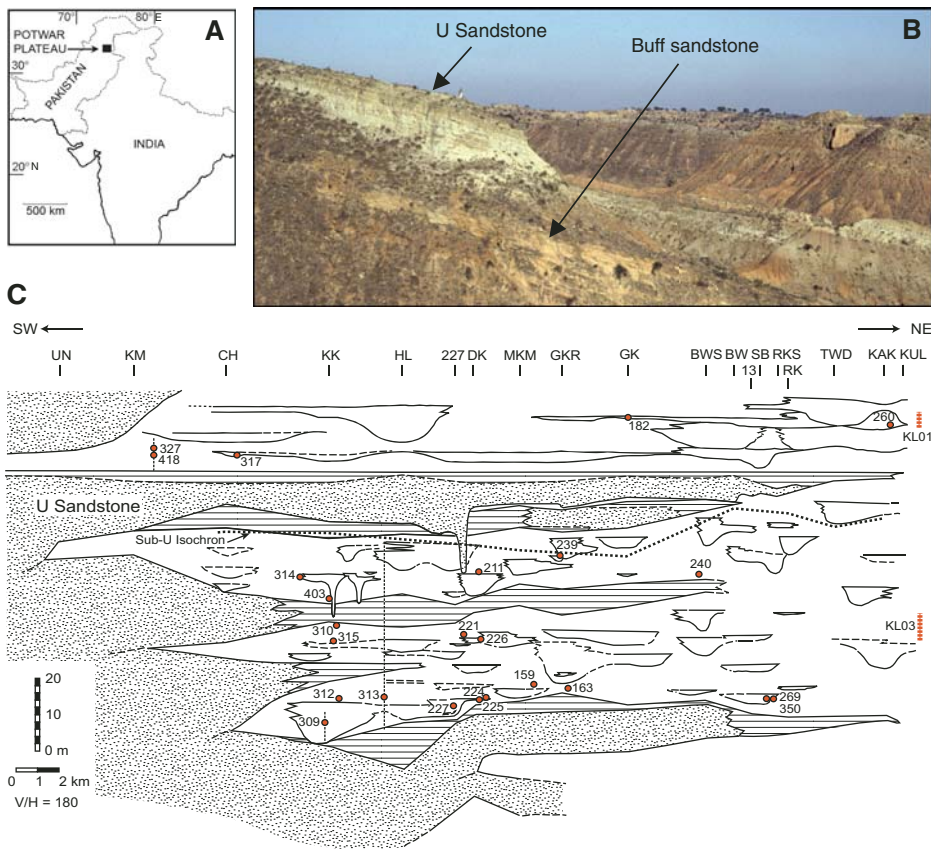 A
70°
80°E
POTWAR
PLATEAU
30°
PAKISTAN
INDIA
20°N
500 km
B
U Sandstone
Buff sandstone
C
SW
NE
UN KM CH KK HL 227 DK MKM GKR GK BWS BW SB RKS TWD KAK KUL
13 RK
182
260
KL01
327
418
317
U Sandstone
Sub-U Isochron
239
211
240
314
403
310
315
221
226
KL03
159
163
312
313
224
225
227
269
350
309
20
10
0 m
0 1 2 km
V/H = 180